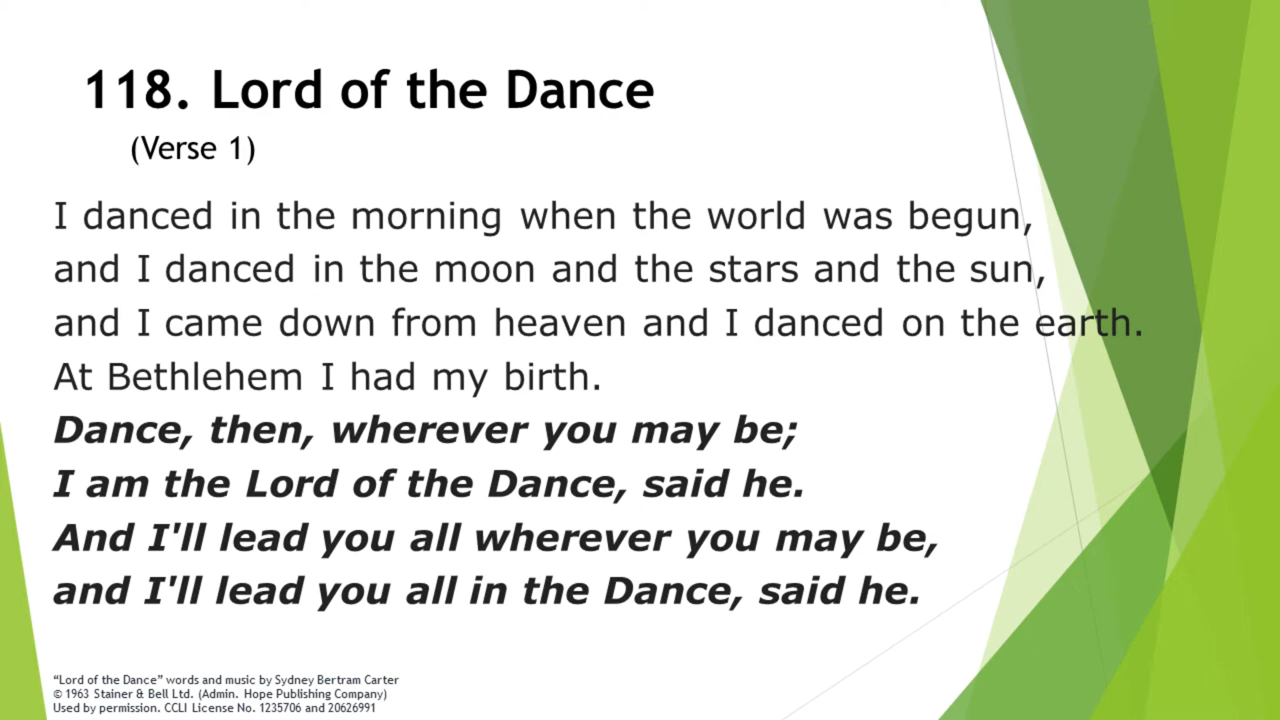 118. Lord of the Dance
(Verse 1)
I danced in the morning when the world was begun,
and I danced in the moon and the stars and the sun,
and I came down from heaven and I danced on the earth.
At Bethlehem I had my birth.
Dance, then, wherever you may be;
I am the Lord of the Dance, said he.
And I'll lead you all wherever you may be,
and I'll lead you all in the Dance, said he.
“Lord of the Dance” words and music by Sydney Bertram Carter
© 1963 Stainer & Bell Ltd. (Admin. Hope Publishing Company)
Used by permission. CCLI License No. 1235706 and 20626991